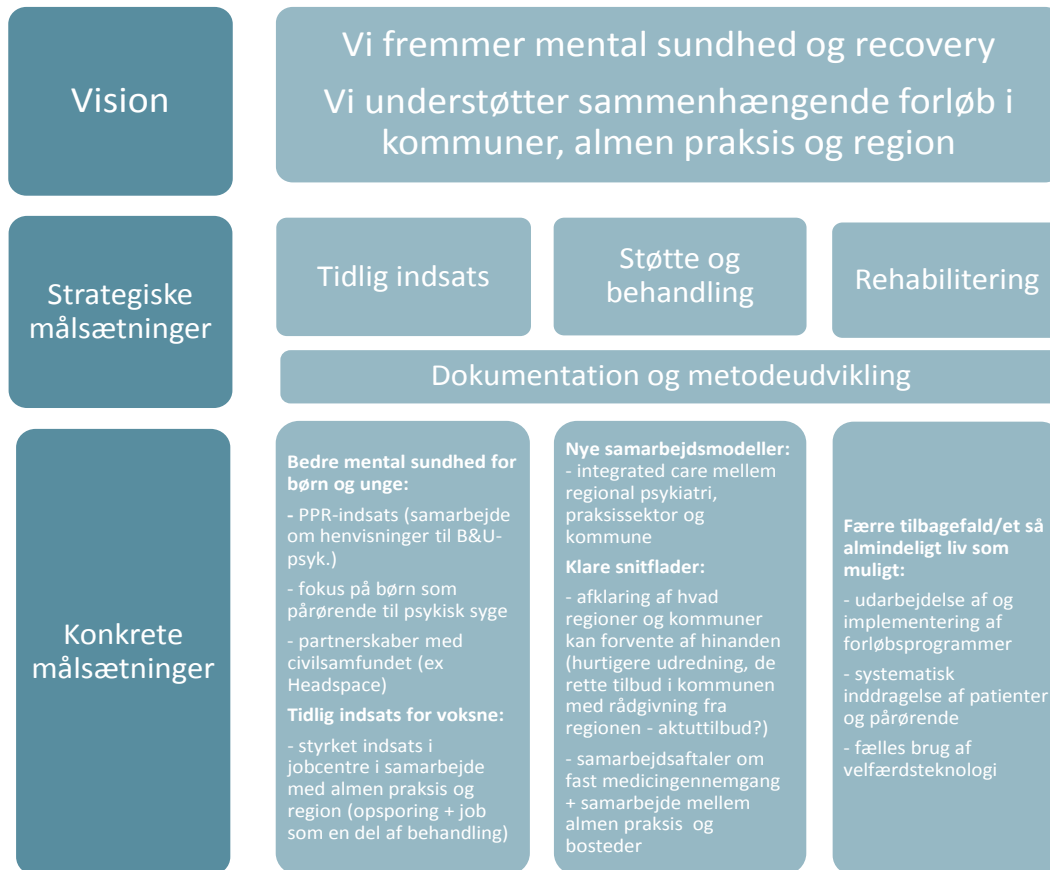 Vision
Vi fremmer mental sundhed og recovery
Vi understøtter sammenhængende forløb i
kommuner, almen praksis og region
Strategiske
målsætninger
Tidlig indsats
Støtte og
behandling
Rehabilitering
Dokumentation og metodeudvikling
Konkrete
målsætninger
Bedre mental sundhed for
børn og unge:
- PPR-indsats (samarbejde
om henvisninger til B&U-
psyk.)
- fokus på børn som
pårørende til psykisk syge
- partnerskaber med
civilsamfundet (ex
Headspace)
Tidlig indsats for voksne:
- styrket indsats i
jobcentre i samarbejde
med almen praksis og
region (opsporing + job
som en del af behandling)
Nye samarbejdsmodeller:
- integrated care mellem
regional psykiatri,
praksissektor og
kommune
Klare snitflader:
- afklaring af hvad
regioner og kommuner
kan forvente af hinanden
(hurtigere udredning, de
rette tilbud i kommunen
med rådgivning fra
regionen - aktuttilbud?)
- samarbejdsaftaler om
fast medicingennemgang
+ samarbejde mellem
almen praksis og
bosteder
Færre tilbagefald/et så
almindeligt liv som
muligt:
- udarbejdelse af og
implementering af
forløbsprogrammer
- systematisk
inddragelse af patienter
og pårørende
- fælles brug af
velfærdsteknologi